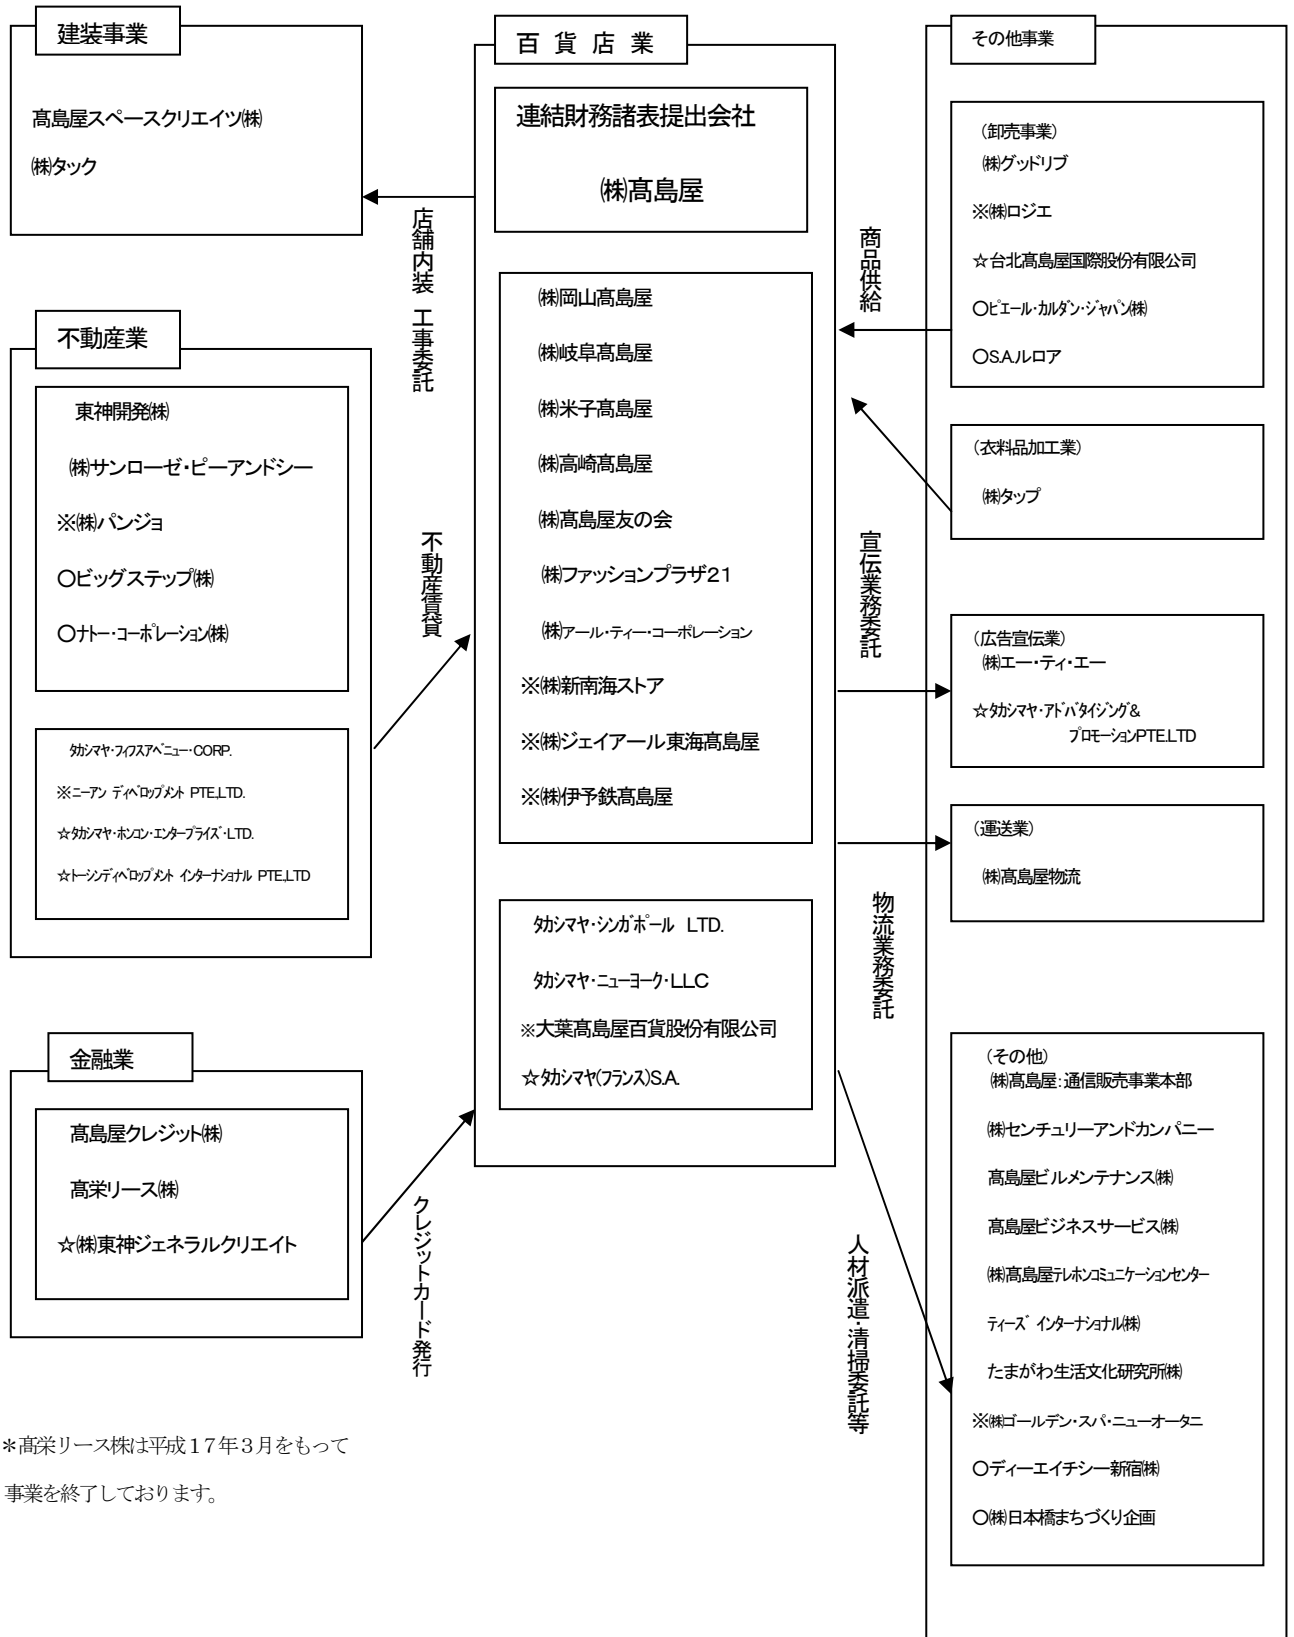 建装事業
髙島屋スペースクリエイツ㈱
㈱タック
不動産業
東神開発㈱
㈱サンローゼ・ピーアンドシー
※㈱パンジョ
○ビッグステップ㈱
○ナトー・コーポレーション㈱
タカシマヤ・フィフスアベニュー・CORP.
※ニーアン ディベロップメント PTE,LTD.
☆タカシマヤ・ホンコン・エンタープライズ・LTD.
☆トーシンディベロップメント インターナショナル PTE,LTD
金融業
髙島屋クレジット㈱
髙栄リース㈱
☆㈱東神ジェネラルクリエイト
*髙栄リース株は平成17年3月をもって
事業を終了しております。
店舗内装 工事委託
不動産賃貸
クレジットカード発行
百貨店業
連結財務諸表提出会社
㈱髙島屋
㈱岡山髙島屋
㈱岐阜髙島屋
㈱米子髙島屋
㈱高崎髙島屋
㈱髙島屋友の会
㈱ファッションプラザ21
㈱アール・ティー・コーポレーション
※㈱新南海ストア
※㈱ジェイアール東海髙島屋
※㈱伊予鉄髙島屋
タカシマヤ・シンガポール LTD.
タカシマヤ・ニューヨーク・LLC
※大葉髙島屋百貨股份有限公司
☆タカシマヤ(フランス)S.A.
商品供給
宣伝業務委託
物流業務委託
人材派遣・清掃委託等
その他事業
(卸売事業)
㈱グッドリブ
※㈱ロジエ
☆台北髙島屋国際股份有限公司
○ピエール・カルダン・ジャパン㈱
○S.A.ルロア
(衣料品加工業)
㈱タップ
(広告宣伝業)
㈱エー・ティ・エー
☆タカシマヤ・アドバタイジング&
プロモーションPTE.LTD
(運送業)
㈱髙島屋物流
(その他)
㈱髙島屋：通信販売事業本部
㈱センチュリーアンドカンパニー
髙島屋ビルメンテナンス㈱
髙島屋ビジネスサービス㈱
㈱髙島屋テレホンコミュニケーションセンター
ティーズ インターナショナル㈱
たまがわ生活文化研究所㈱
※㈱ゴールデン・スパ・ニューオータニ
○ディーエイチシー新宿㈱
○㈱日本橋まちづくり企画